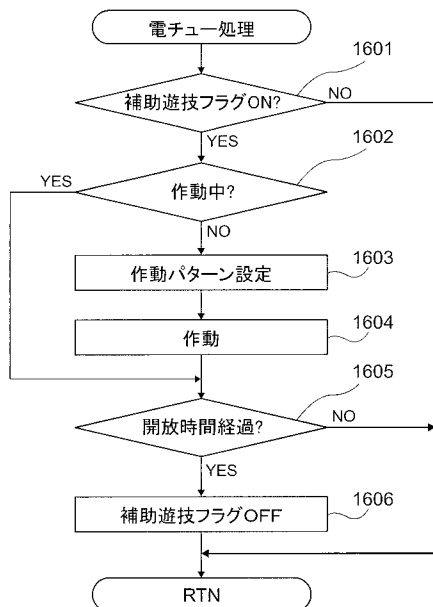 電チュー処理
1601
補助遊技フラグON?
NO
YES
1602
YES
作動中?
NO
1603
作動パターン設定
1604
作動
1605
開放時間経過?
NO
YES
1606
補助遊技フラグOFF
RTN